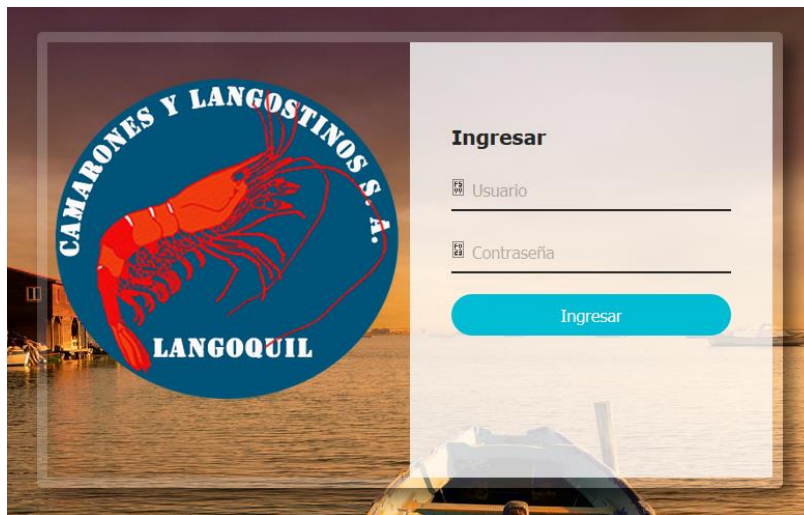 CAMARONES Y LANGOSTINOS S. A.
LANGOQUIL
Ingresar
Usuario
Contraseña
Ingresar